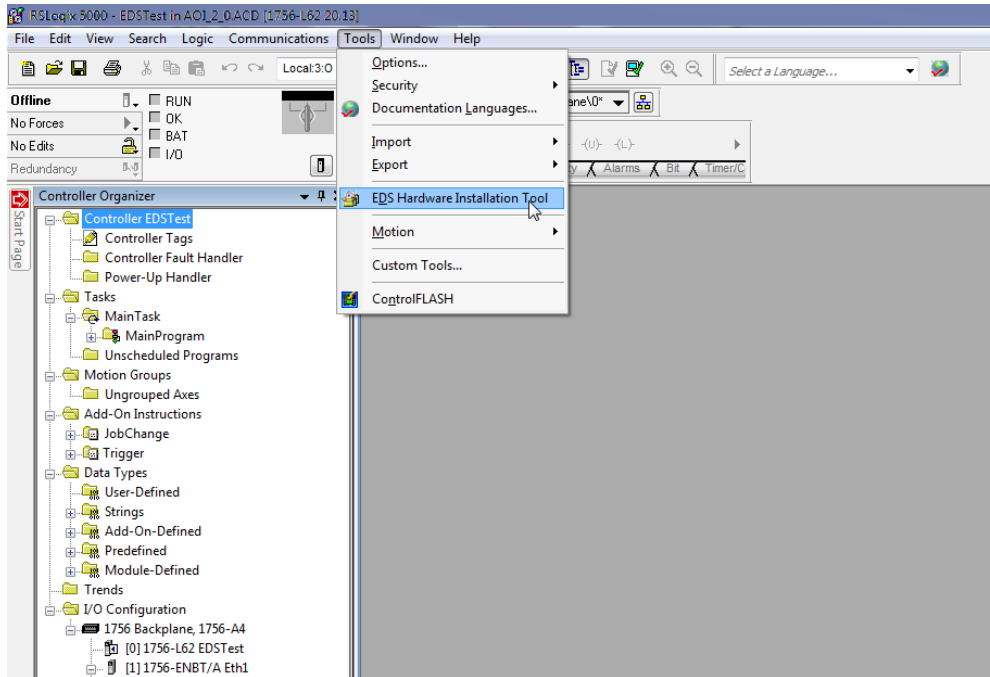 RSLogix 5000 - EDSTest in AOI_2_0.ACD [1756-L62 20.13]
File Edit View Search Logic Communications Tools Window Help
Local:3:O
Select a Language...
Offline
RUN
No Forces
OK
No Edits
BAT
Redundancy
I/O
ane\0*
-(U)- -(L)-
y Alarms Bit Timer/C
Options...
Security
Documentation Languages...
Import
Export
EDS Hardware Installation Tool
Motion
Custom Tools...
ControlFLASH
Start Page
Controller Organizer
Controller EDSTest
Controller Tags
Controller Fault Handler
Power-Up Handler
Tasks
MainTask
MainProgram
Unscheduled Programs
Motion Groups
Ungrouped Axes
Add-On Instructions
JobChange
Trigger
Data Types
User-Defined
Strings
Add-On-Defined
Predefined
Module-Defined
Trends
I/O Configuration
1756 Backplane, 1756-A4
[0] 1756-L62 EDSTest
[1] 1756-ENBT/A Eth1